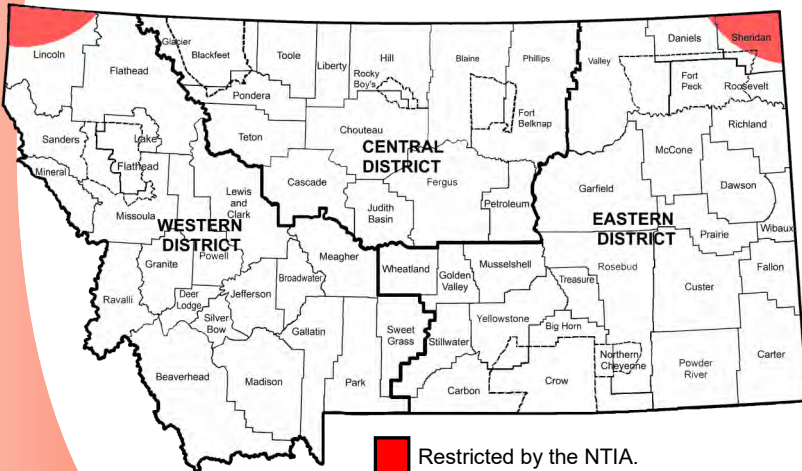 Lincoln
Glacier
Blackfeet
Toole
Liberty
Hill
Rocky
Boy's
Blaine
Phillips
Daniels
Sheridan
Valley
Flathead
Pondera
Fort
Peck
Roosevelt
Fort
Belknap
Teton
Chouteau
Richland
Sanders
Lake
McCone
CENTRAL
DISTRICT
Mineral
Flathead
Lewis
and
Clark
Cascade
Fergus
Garfield
Dawson
Missoula
Judith
Basin
Petroleum
WESTERN
DISTRICT
EASTERN
DISTRICT
Prairie
Wibaux
Powell
Meagher
Granite
Wheatland
Golden
Valley
Musselshell
Rosebud
Fallon
Ravalli
Deer
Lodge
Jefferson
Broadwater
Treasure
Custer
Silver
Bow
Gallatin
Sweet
Grass
Stillwater
Yellowstone
Big Horn
Beaverhead
Madison
Park
Carbon
Crow
Northern
Cheyenne
Powder
River
Carter
Restricted by the NTIA.